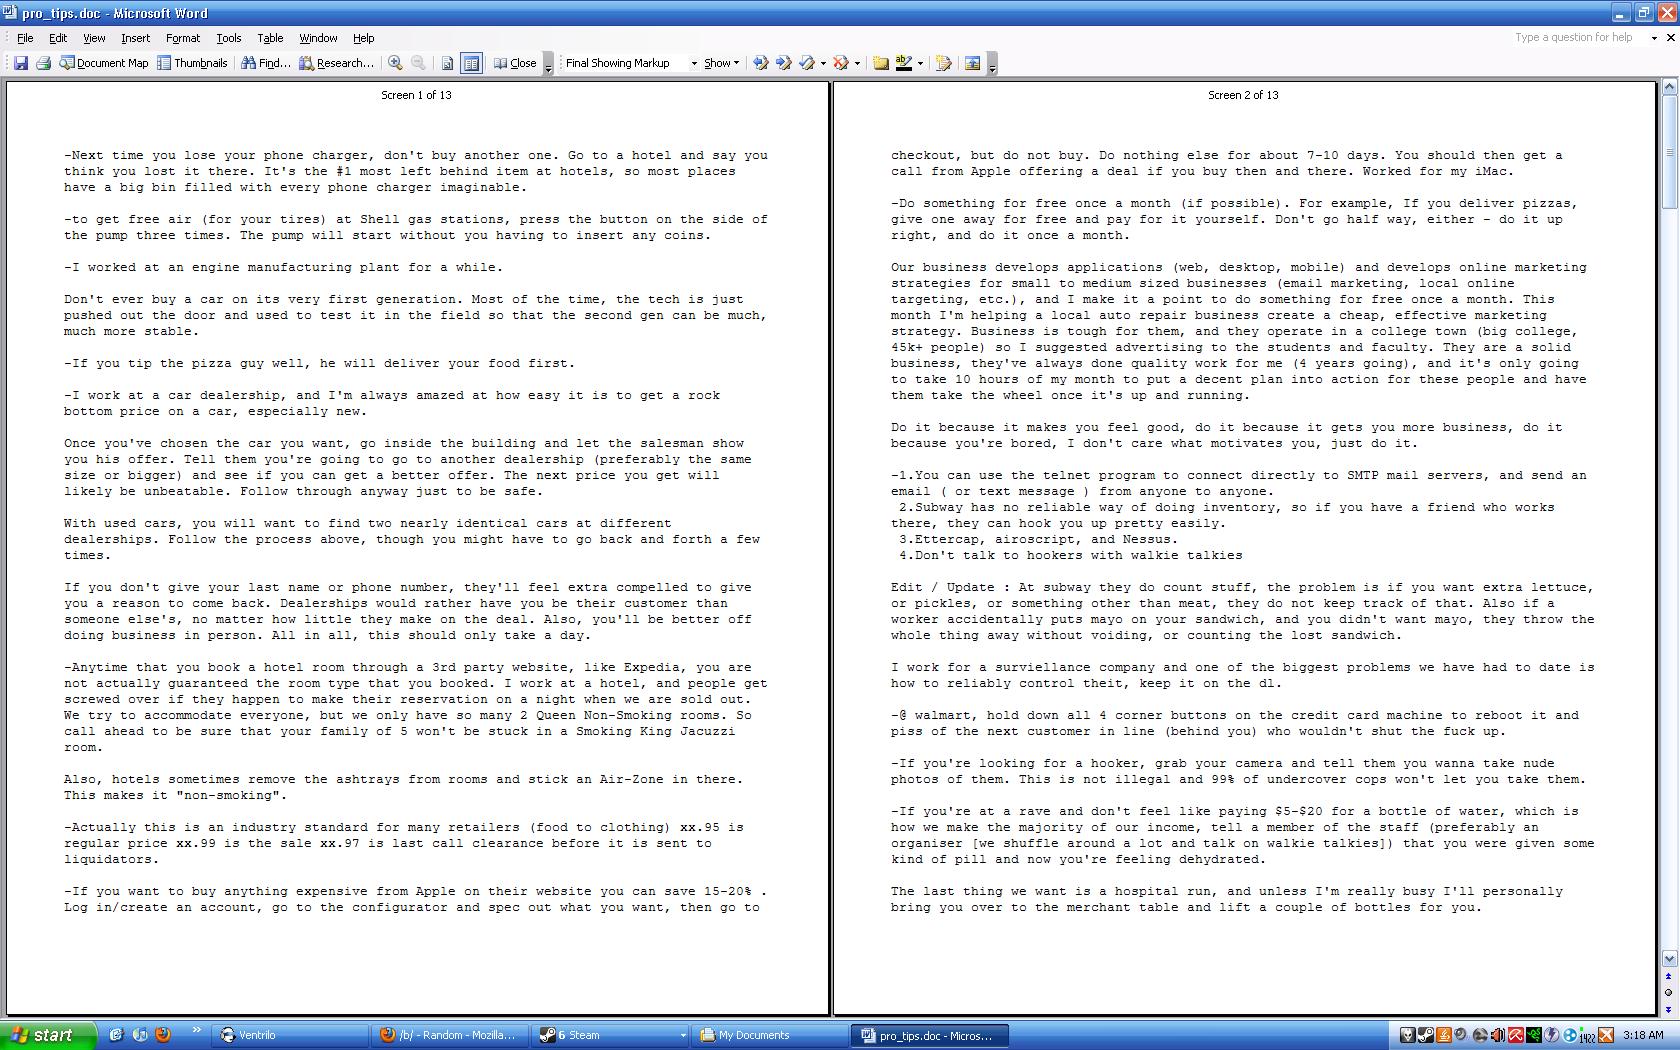 pro_tips.doc - Microsoft Word
File Edit View Insert Format Tools Table Window Help
Type a question for help
Document Map Thumbnails Find... Research... Close Final Showing Markup Show
Screen 1 of 13
-Next time you lose your phone charger, don't buy another one. Go to a hotel and say you
think you lost it there. It's the #1 most left behind item at hotels, so most places
have a big bin filled with every phone charger imaginable.
-to get free air (for your tires) at Shell gas stations, press the button on the side of
the pump three times. The pump will start without you having to insert any coins.
-I worked at an engine manufacturing plant for a while.
Don't ever buy a car on its very first generation. Most of the time, the tech is just
pushed out the door and used to test it in the field so that the second gen can be much,
much more stable.
-If you tip the pizza guy well, he will deliver your food first.
-I work at a car dealership, and I'm always amazed at how easy it is to get a rock
bottom price on a car, especially new.
Once you've chosen the car you want, go inside the building and let the salesman show
you his offer. Tell them you're going to go to another dealership (preferably the same
size or bigger) and see if you can get a better offer. The next price you get will
likely be unbeatable. Follow through anyway just to be safe.
With used cars, you will want to find two nearly identical cars at different
dealerships. Follow the process above, though you might have to go back and forth a few
times.
If you don't give your last name or phone number, they'll feel extra compelled to give
you a reason to come back. Dealerships would rather have you be their customer than
someone else's, no matter how little they make on the deal. Also, you'll be better off
doing business in person. All in all, this should only take a day.
-Anytime that you book a hotel room through a 3rd party website, like Expedia, you are
not actually guaranteed the room type that you booked. I work at a hotel, and people get
screwed over if they happen to make their reservation on a night when we are sold out.
We try to accommodate everyone, but we only have so many 2 Queen Non-Smoking rooms. So
call ahead to be sure that your family of 5 won't be stuck in a Smoking King Jacuzzi
room.
Also, hotels sometimes remove the ashtrays from rooms and stick an Air-Zone in there.
This makes it "non-smoking".
-Actually this is an industry standard for many retailers (food to clothing) xx.95 is
regular price xx.99 is the sale xx.97 is last call clearance before it is sent to
liquidators.
-If you want to buy anything expensive from Apple on their website you can save 15-20% .
Log in/create an account, go to the configurator and spec out what you want, then go to
Screen 2 of 13
checkout, but do not buy. Do nothing else for about 7-10 days. You should then get a
call from Apple offering a deal if you buy then and there. Worked for my iMac.
-Do something for free once a month (if possible). For example, If you deliver pizzas,
give one away for free and pay for it yourself. Don't go half way, either - do it up
right, and do it once a month.
Our business develops applications (web, desktop, mobile) and develops online marketing
strategies for small to medium sized businesses (email marketing, local online
targeting, etc.), and I make it a point to do something for free once a month. This
month I'm helping a local auto repair business create a cheap, effective marketing
strategy. Business is tough for them, and they operate in a college town (big college,
45k+ people) so I suggested advertising to the students and faculty. They are a solid
business, they've always done quality work for me (4 years going), and it's only going
to take 10 hours of my month to put a decent plan into action for these people and have
them take the wheel once it's up and running.
Do it because it makes you feel good, do it because it gets you more business, do it
because you're bored, I don't care what motivates you, just do it.
-1.You can use the telnet program to connect directly to SMTP mail servers, and send an
email ( or text message ) from anyone to anyone.
2.Subway has no reliable way of doing inventory, so if you have a friend who works
there, they can hook you up pretty easily.
3.Ettercap, airoscript, and Nessus.
4.Don't talk to hookers with walkie talkies
Edit / Update : At subway they do count stuff, the problem is if you want extra lettuce,
or pickles, or something other than meat, they do not keep track of that. Also if a
worker accidentally puts mayo on your sandwich, and you didn't want mayo, they throw the
whole thing away without voiding, or counting the lost sandwich.
I work for a surviellance company and one of the biggest problems we have had to date is
how to reliably control theit, keep it on the dl.
-@ walmart, hold down all 4 corner buttons on the credit card machine to reboot it and
piss of the next customer in line (behind you) who wouldn't shut the fuck up.
-If you're looking for a hooker, grab your camera and tell them you wanna take nude
photos of them. This is not illegal and 99% of undercover cops won't let you take them.
-If you're at a rave and don't feel like paying $5-$20 for a bottle of water, which is
how we make the majority of our income, tell a member of the staff (preferably an
organiser [we shuffle around a lot and talk on walkie talkies]) that you were given some
kind of pill and now you're feeling dehydrated.
The last thing we want is a hospital run, and unless I'm really busy I'll personally
bring you over to the merchant table and lift a couple of bottles for you.
start Ventrilo /b/ - Random - Mozilla... 6 Steam My Documents pro_tips.doc - Micros... 1422 3:18 AM